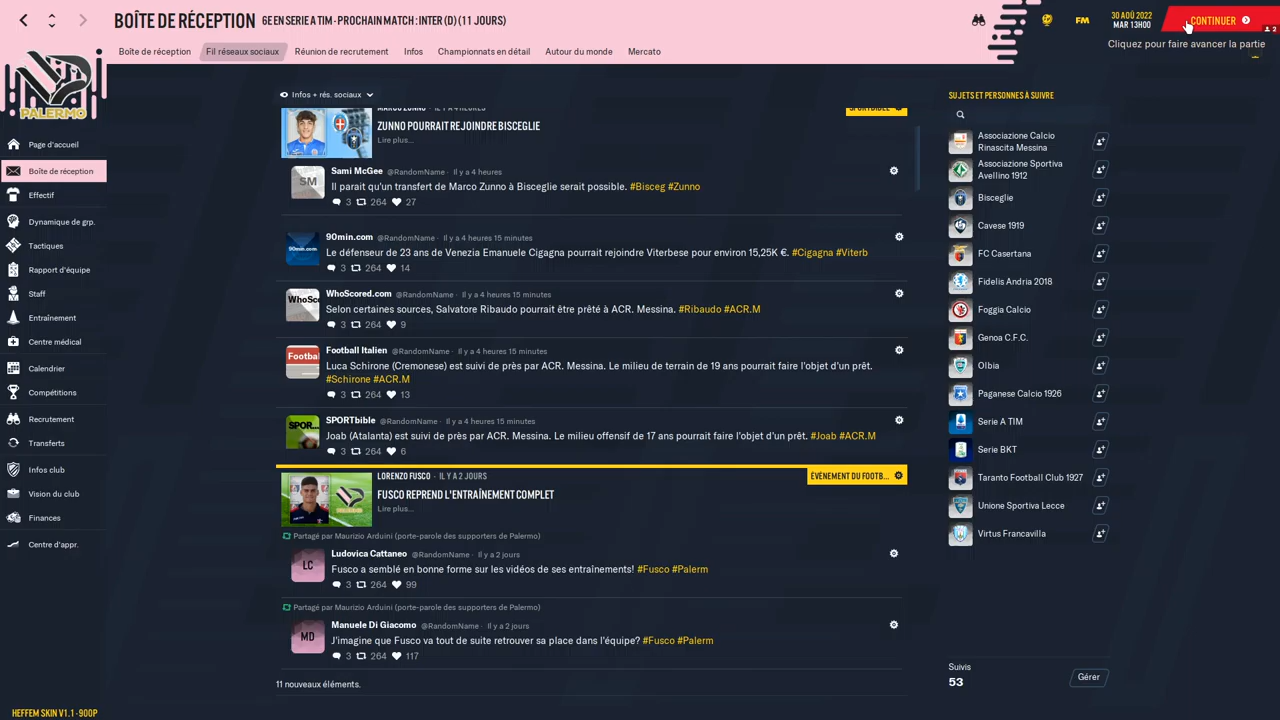 BOÎTE DE RÉCEPTION
6E EN SERIE A TIM - PROCHAIN MATCH : INTER (D) (11 JOURS)
FM
30 AOÛ 2022
MAR 13H00
CONTINUER
2
Cliquez pour faire avancer la partie
Boîte de réception
Fil réseaux sociaux
Réunion de recrutement
Infos
Championnats en détail
Autour du monde
Mercato
PALERMO
Page d'accueil
Boîte de réception
Effectif
Dynamique de grp.
Tactiques
Rapport d'équipe
Staff
Entraînement
Centre médical
Calendrier
Compétitions
Recrutement
Transferts
Infos club
Vision du club
Finances
Centre d'appr.
HEFFEM SKIN V1.1 - 900P
Infos + rés. sociaux
MARCO ZUNNO · IL Y A 4 HEURES
SPORTBIBLE
ZUNNO POURRAIT REJOINDRE BISCEGLIE
Lire plus...
SM
Sami McGee @RandomName · Il y a 4 heures
Il parait qu'un transfert de Marco Zunno à Bisceglie serait possible. #Bisceg #Zunno
3 264 27
90min.com
90min.com @RandomName · Il y a 4 heures 15 minutes
Le défenseur de 23 ans de Venezia Emanuele Cigagna pourrait rejoindre Viterbese pour environ 15,25K €. #Cigagna #Viterb
3 264 14
WhoSco
WhoScored.com @RandomName · Il y a 4 heures 15 minutes
Selon certaines sources, Salvatore Ribaudo pourrait être prêté à ACR. Messina. #Ribaudo #ACR.M
3 264 9
Footbal
Football Italien @RandomName · Il y a 4 heures 15 minutes
Luca Schirone (Cremonese) est suivi de près par ACR. Messina. Le milieu de terrain de 19 ans pourrait faire l'objet d'un prêt.
#Schirone #ACR.M
3 264 13
SPOR...
SPORTbible @RandomName · Il y a 4 heures 15 minutes
Joab (Atalanta) est suivi de près par ACR. Messina. Le milieu offensif de 17 ans pourrait faire l'objet d'un prêt. #Joab #ACR.M
3 264 6
LORENZO FUSCO · IL Y A 2 JOURS
ÉVÉNEMENT DU FOOTB...
FUSCO REPREND L'ENTRAÎNEMENT COMPLET
Lire plus...
Partagé par Maurizio Arduini (porte-parole des supporters de Palermo)
LC
Ludovica Cattaneo @RandomName · Il y a 2 jours
Fusco a semblé en bonne forme sur les vidéos de ses entraînements! #Fusco #Palerm
3 264 99
Partagé par Maurizio Arduini (porte-parole des supporters de Palermo)
MD
Manuele Di Giacomo @RandomName · Il y a 2 jours
J'imagine que Fusco va tout de suite retrouver sa place dans l'équipe? #Fusco #Palerm
3 264 117
11 nouveaux éléments.
SUJETS ET PERSONNES À SUIVRE
Associazione Calcio
Rinascita Messina
Associazione Sportiva
Avellino 1912
Bisceglie
Cavese 1919
FC Casertana
Fidelis Andria 2018
Foggia Calcio
Genoa C.F.C.
Olbia
Paganese Calcio 1926
Serie A TIM
Serie BKT
Taranto Football Club 1927
Unione Sportiva Lecce
Virtus Francavilla
Suivis
53
Gérer